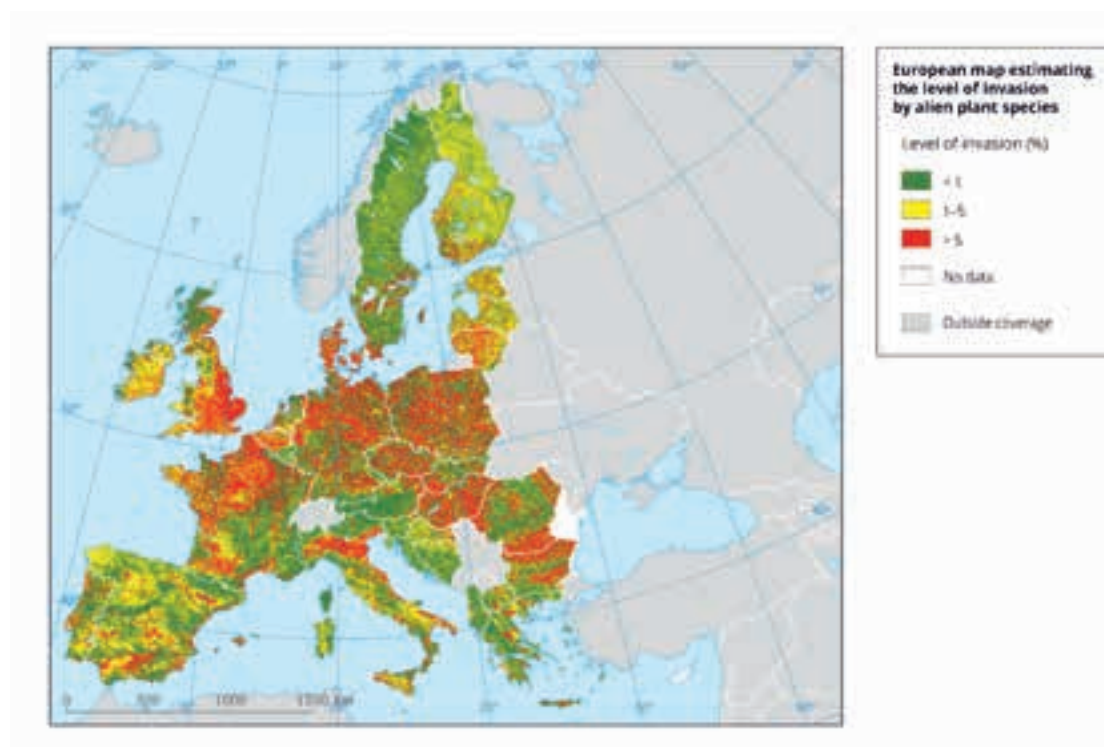 European map estimating
the level of invasion
by alien plant species
Level of invasion (%)
< 1
1–5
> 5
No data
Outside coverage
0 500 1000 1500 km